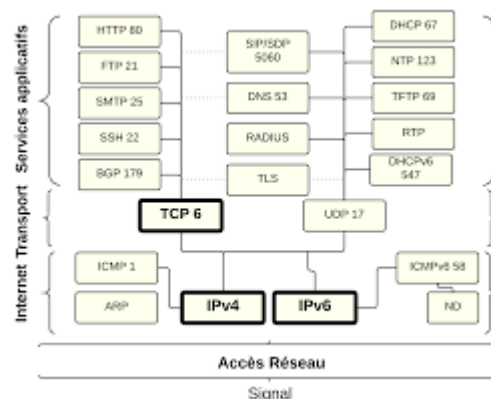 Services applicatifs
HTTP 80
FTP 21
SMTP 25
SSH 22
BGP 179
SIP/SDP
5060
DNS 53
RADIUS
TLS
DHCP 67
NTP 123
TFTP 69
RTP
DHCPv6
547
Transport
TCP 6
UDP 17
Internet
ICMP 1
ARP
IPv4
IPv6
ICMPv6 58
ND
Accès Réseau
Signal